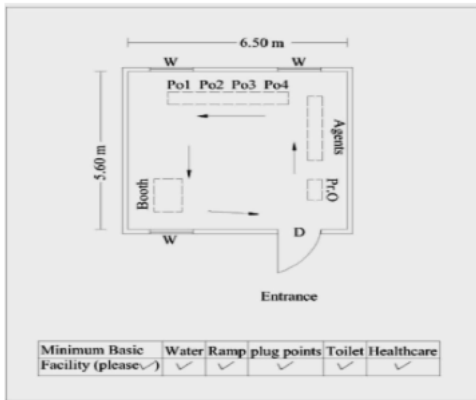 6.50 m
W W
Po1 Po2 Po3 Po4
5.60 m
Agents
Booth
Pr.O
W
D
Entrance
Minimum Basic Water Ramp plug points Toilet Healthcare
Facility (please✓) ✓ ✓ ✓ ✓ ✓